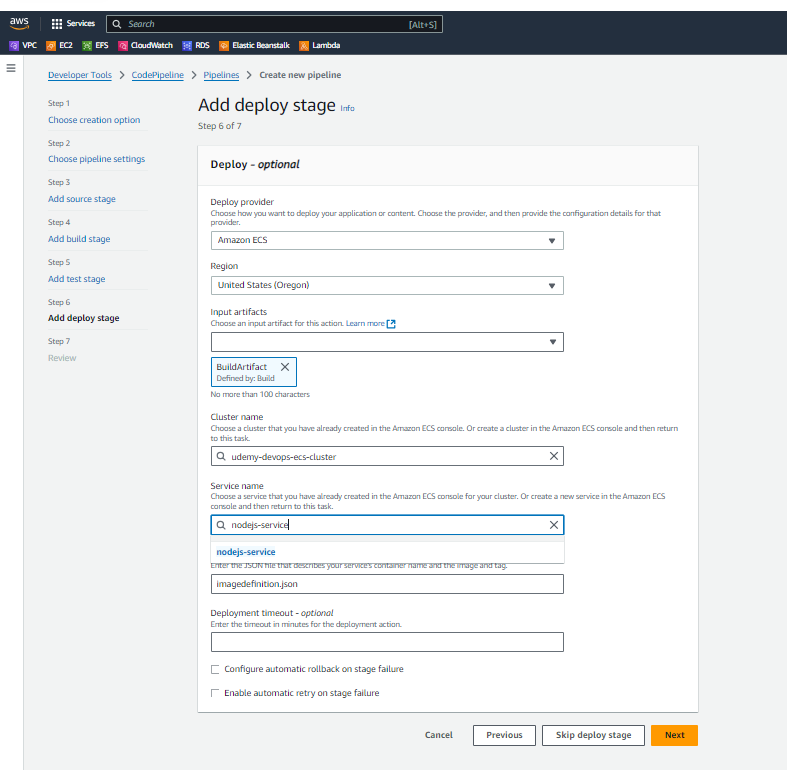 aws
Services
Search
[Alt+S]
VPC EC2 EFS CloudWatch RDS Elastic Beanstalk Lambda
Developer Tools > CodePipeline > Pipelines > Create new pipeline
Step 1
Choose creation option
Step 2
Choose pipeline settings
Step 3
Add source stage
Step 4
Add build stage
Step 5
Add test stage
Step 6
Add deploy stage
Step 7
Review
Add deploy stage Info
Step 6 of 7
Deploy - optional
Deploy provider
Choose how you want to deploy your application or content. Choose the provider, and then provide the configuration details for that
provider.
Amazon ECS
Region
United States (Oregon)
Input artifacts
Choose an input artifact for this action. Learn more
BuildArtifact
Defined by: Build
No more than 100 characters
Cluster name
Choose a cluster that you have already created in the Amazon ECS console. Or create a cluster in the Amazon ECS console and then return
to this task.
udemy-devops-ecs-cluster
Service name
Choose a service that you have already created in the Amazon ECS console for your cluster. Or create a new service in the Amazon ECS
console and then return to this task.
nodejs-service
nodejs-service
Enter the JSON file that describes your service's container name and the image and tag.
imagedefinition.json
Deployment timeout - optional
Enter the timeout in minutes for the deployment action.
Configure automatic rollback on stage failure
Enable automatic retry on stage failure
Cancel
Previous
Skip deploy stage
Next